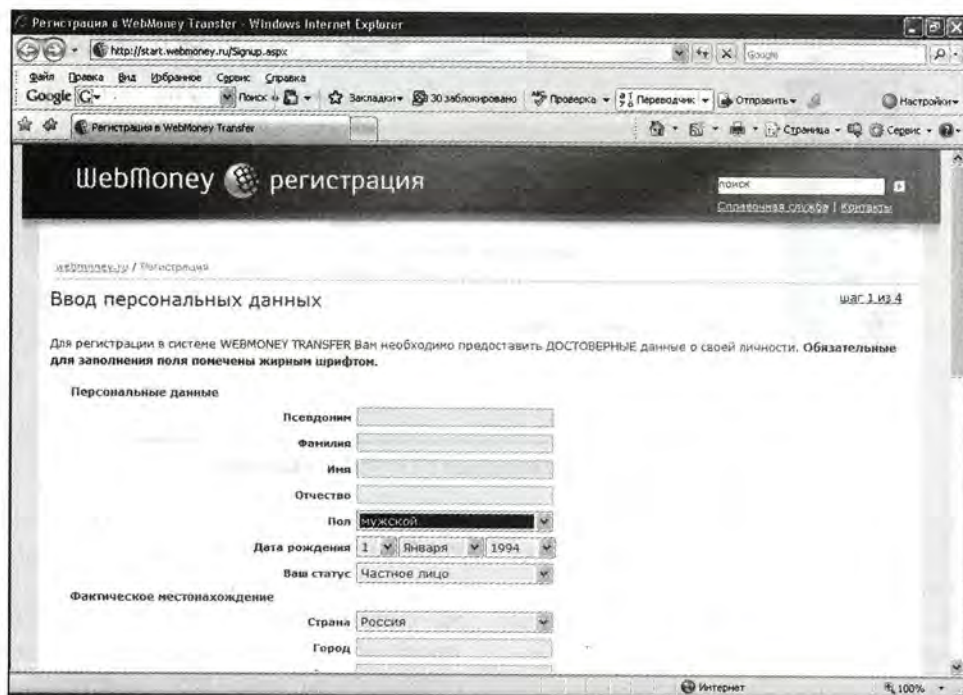 Регистрация в WebMoney Transfer - Windows Internet Explorer
http://start.webmoney.ru/Signup.aspx
Google
Файл Правка Вид Избранное Сервис Справка
Google Поиск Закладки 30 заблокировано Проверка Переводчик Отправить Настройки
Регистрация в WebMoney Transfer
Страница Сервис
WebMoney регистрация
поиск
Справочная служба | Контакты
webmoney.ru / Регистрация
Ввод персональных данных
шаг 1 из 4
Для регистрации в системе WEBMONEY TRANSFER Вам необходимо предоставить ДОСТОВЕРНЫЕ данные о своей личности. Обязательные
для заполнения поля помечены жирным шрифтом.
Персональные данные
Псевдоним
Фамилия
Имя
Отчество
Пол мужской
Дата рождения 1 Января 1994
Ваш статус Частное лицо
Фактическое местонахождение
Страна Россия
Город
Интернет
100%